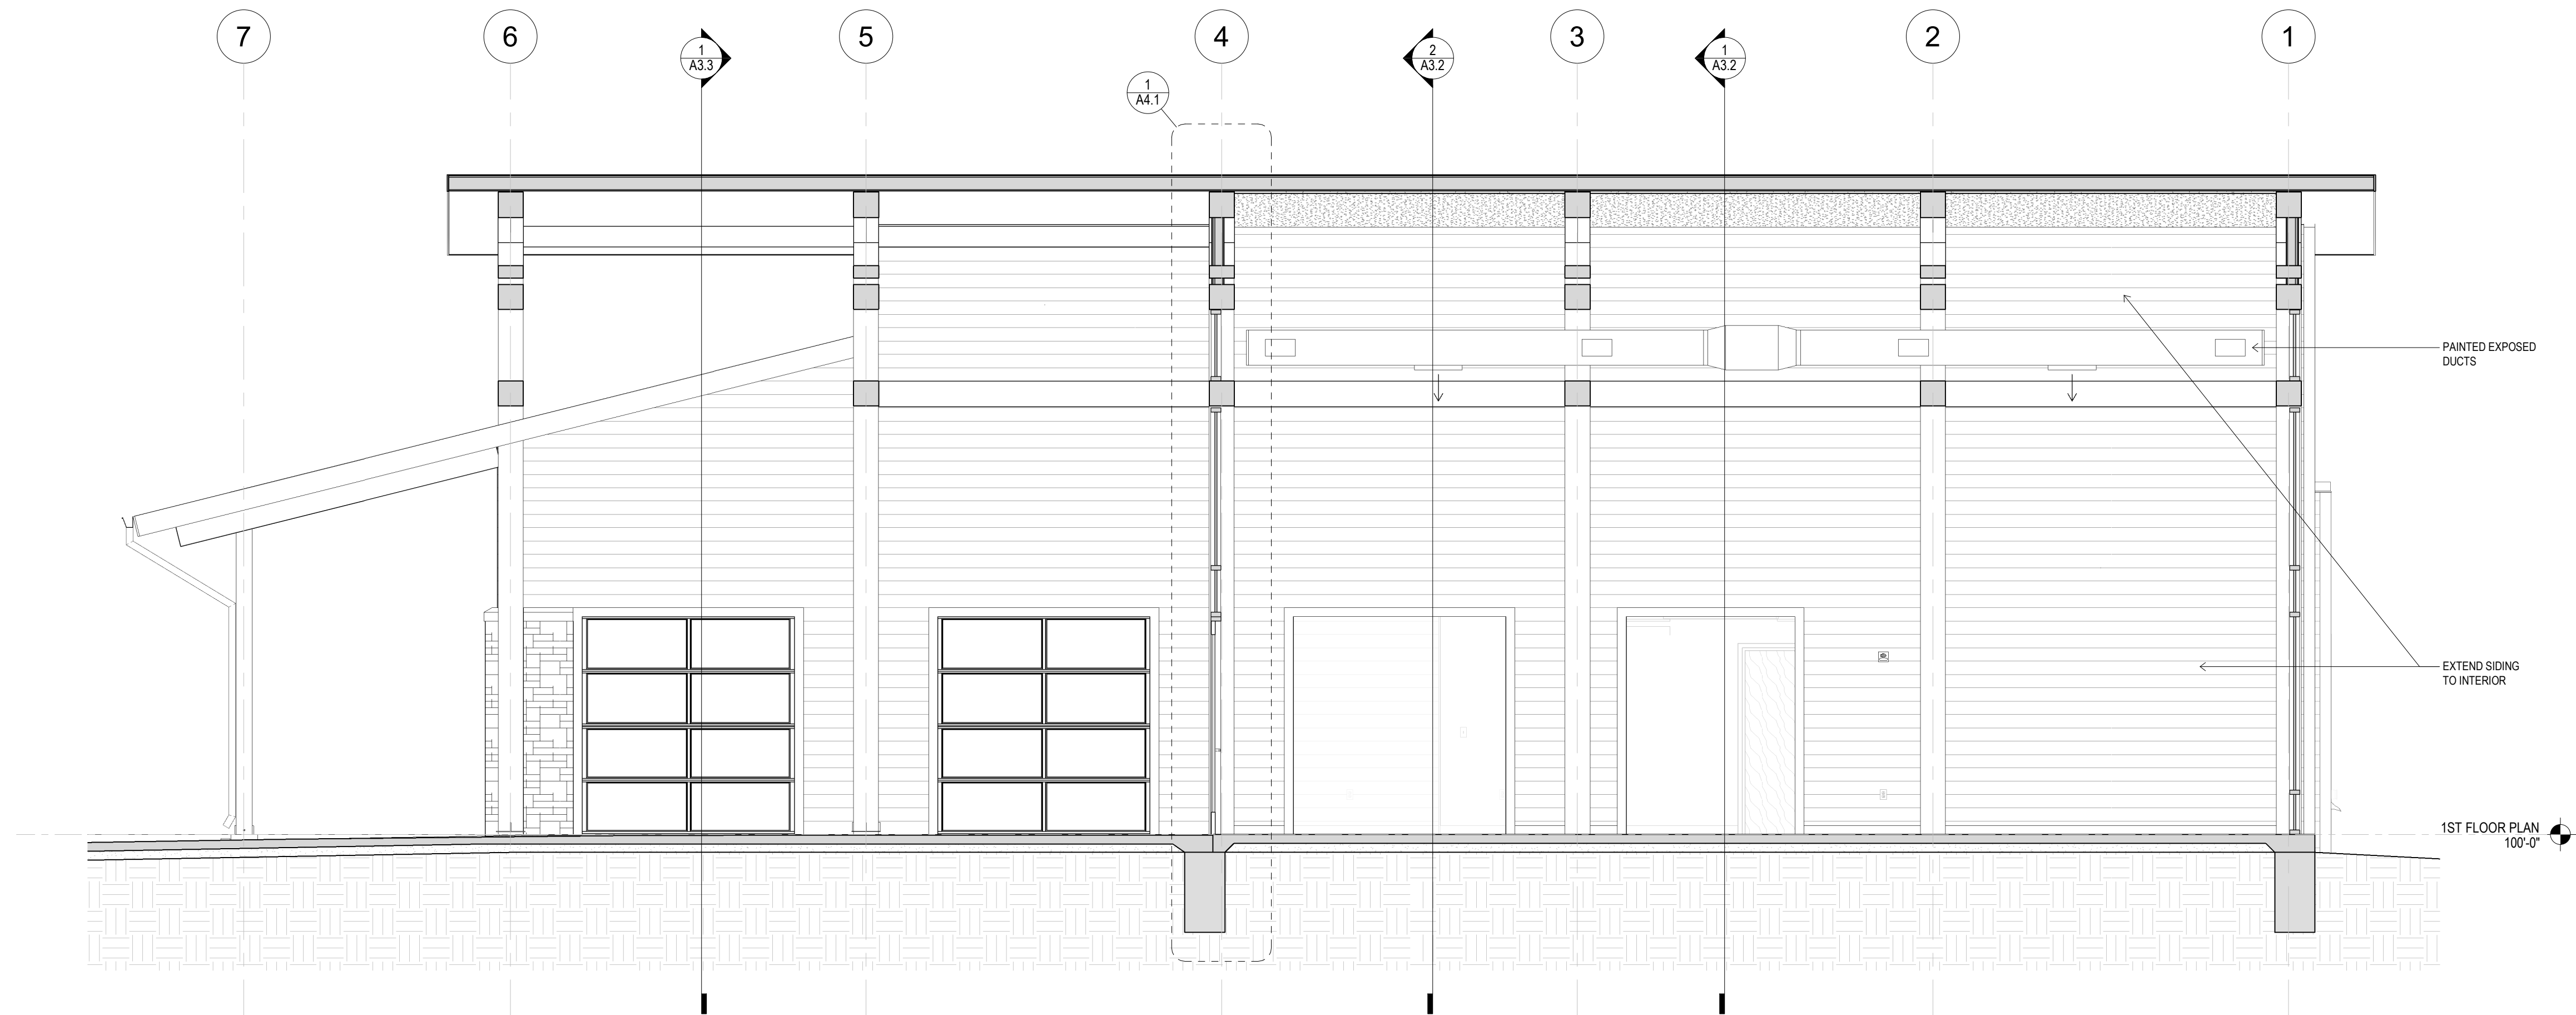 7
6
5
4
3
2
1
1
A3.3
2
A3.2
1
A3.2
1
A4.1
PAINTED EXPOSED
DUCTS
EXTEND SIDING
TO INTERIOR
1ST FLOOR PLAN
100'-0"